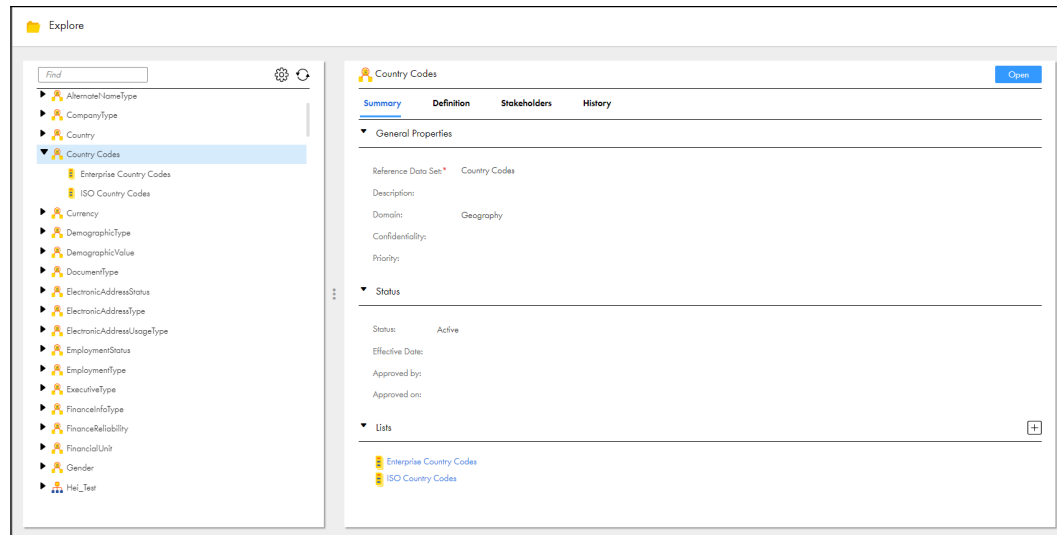 Explore
Find
AlternateNameType
CompanyType
Country
Country Codes
Enterprise Country Codes
ISO Country Codes
Currency
DemographicType
DemographicValue
DocumentType
ElectronicAddressStatus
ElectronicAddressType
ElectronicAddressUsageType
EmploymentStatus
EmploymentType
ExecutiveType
FinanceInfoType
FinanceReliability
FinancialUnit
Gender
Hei_Test
Country Codes Open
Summary Definition Stakeholders History
General Properties
Reference Data Set:* Country Codes
Description:
Domain: Geography
Confidentiality:
Priority:
Status
Status: Active
Effective Date:
Approved by:
Approved on:
Lists
Enterprise Country Codes
ISO Country Codes